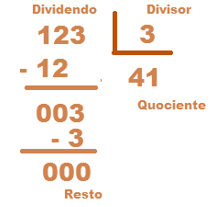 Dividendo Divisor
123 3
- 12 41
003 Quociente
- 3
000
Resto